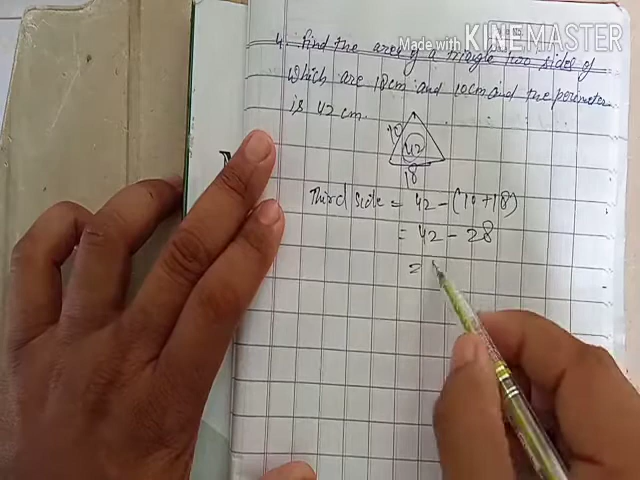 Made with KINEMASTER
4. Find the area of a triangle two sides of
which are 18cm and 10cm and the perimeter
is 42 cm.
10
42
18
Third side = 42 - (10+18)
= 42 - 28
=